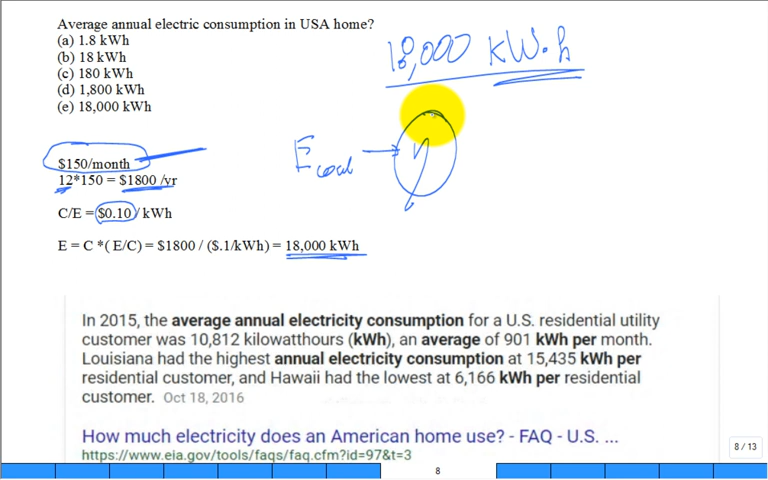 Average annual electric consumption in USA home?
(a) 1.8 kWh
(b) 18 kWh
(c) 180 kWh
(d) 1,800 kWh
(e) 18,000 kWh
18,000 KW·h
$150/month
12*150 = $1800 /yr
E coal
C/E = $0.10/ kWh
E = C *( E/C) = $1800 / ($.1/kWh) = 18,000 kWh
In 2015, the average annual electricity consumption for a U.S. residential utility
customer was 10,812 kilowatthours (kWh), an average of 901 kWh per month.
Louisiana had the highest annual electricity consumption at 15,435 kWh per
residential customer, and Hawaii had the lowest at 6,166 kWh per residential
customer. Oct 18, 2016
How much electricity does an American home use? - FAQ - U.S. ...
https://www.eia.gov/tools/faqs/faq.cfm?id=97&t=3
8 / 13
8